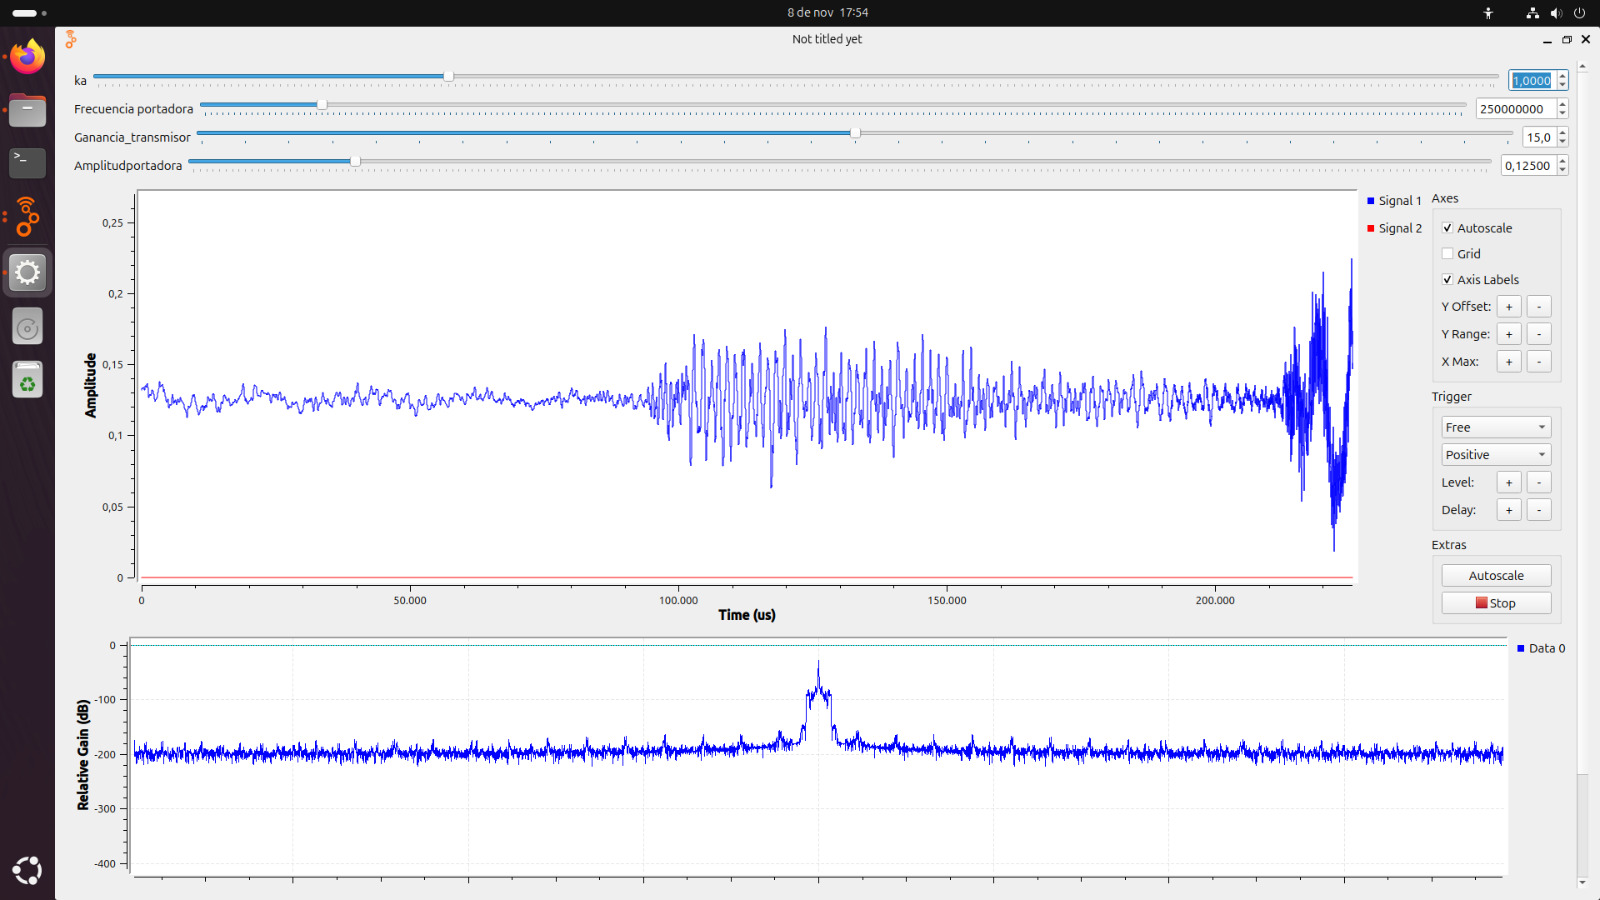 8 de nov 17:54
Not titled yet
ka 1,0000
Frecuencia portadora 250000000
Ganancia_transmisor 15,0
Amplitudportadora 0,12500
Signal 1
Signal 2
Amplitude
0,25
0,2
0,15
0,1
0,05
0
0 50.000 100.000 150.000 200.000
Time (us)
Axes
Autoscale
Grid
Axis Labels
Y Offset: + -
Y Range: + -
X Max: + -
Trigger
Free
Positive
Level: + -
Delay: + -
Extras
Autoscale
Stop
Data 0
Relative Gain (dB)
0
-100
-200
-300
-400